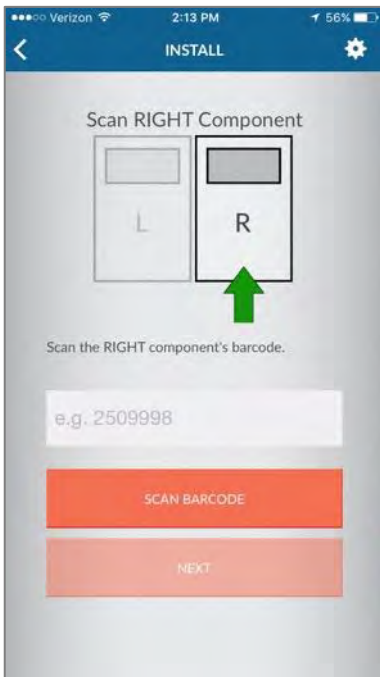 Verizon 2:13 PM 56%
INSTALL
Scan RIGHT Component
L R
Scan the RIGHT component's barcode.
e.g. 2509998
SCAN BARCODE
NEXT